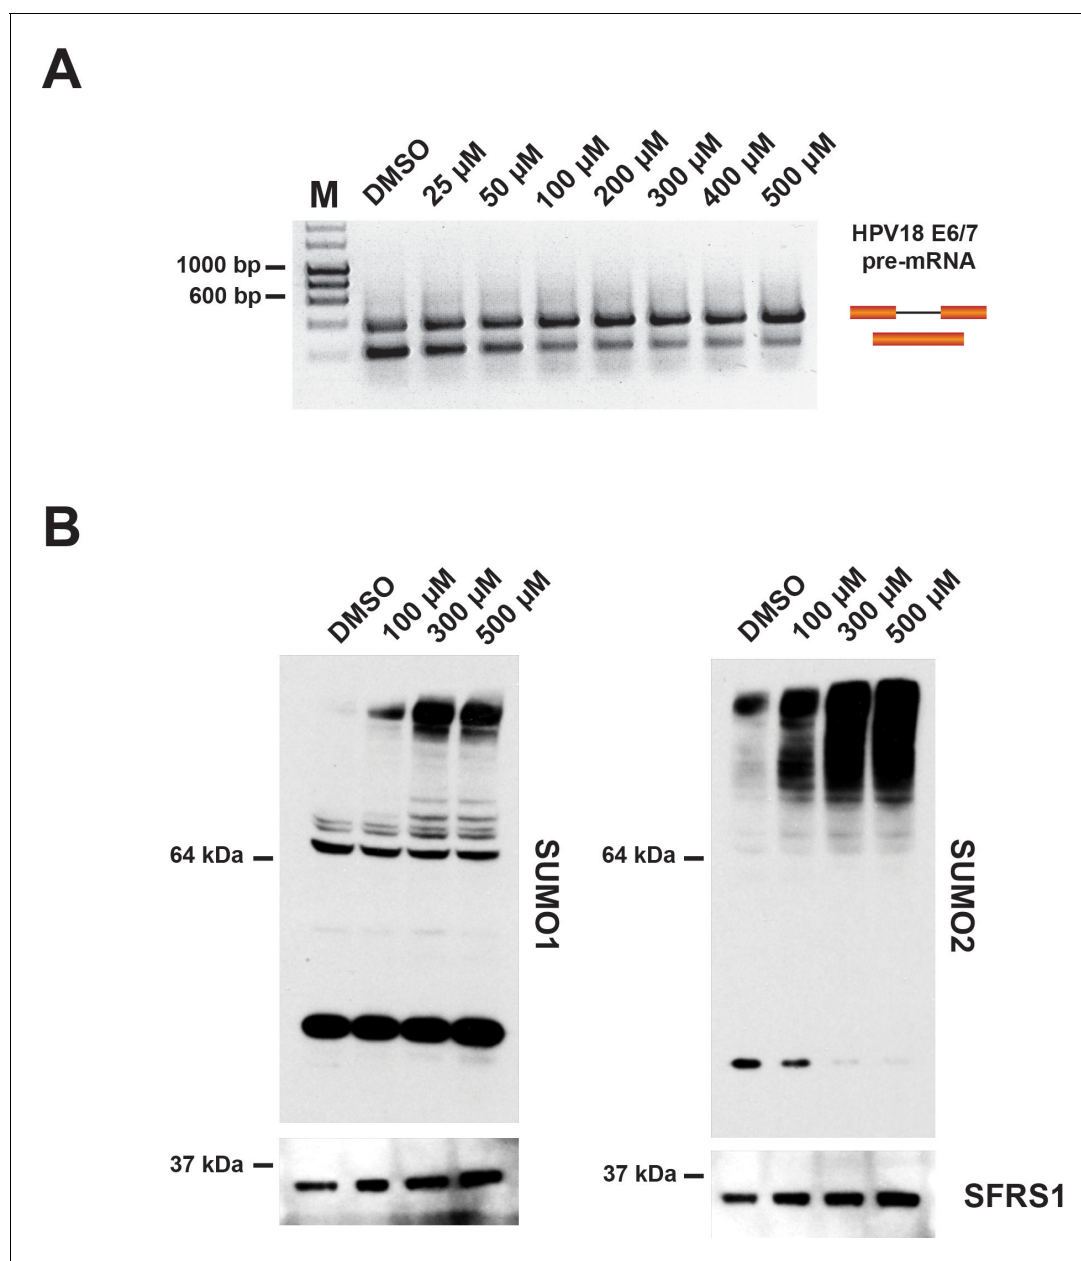 A
M
DMSO
25 µM
50 µM
100 µM
200 µM
300 µM
400 µM
500 µM
1000 bp
600 bp
HPV18 E6/7
pre-mRNA
B
DMSO
100 µM
300 µM
500 µM
64 kDa
SUMO1
37 kDa
DMSO
100 µM
300 µM
500 µM
64 kDa
SUMO2
37 kDa
SFRS1